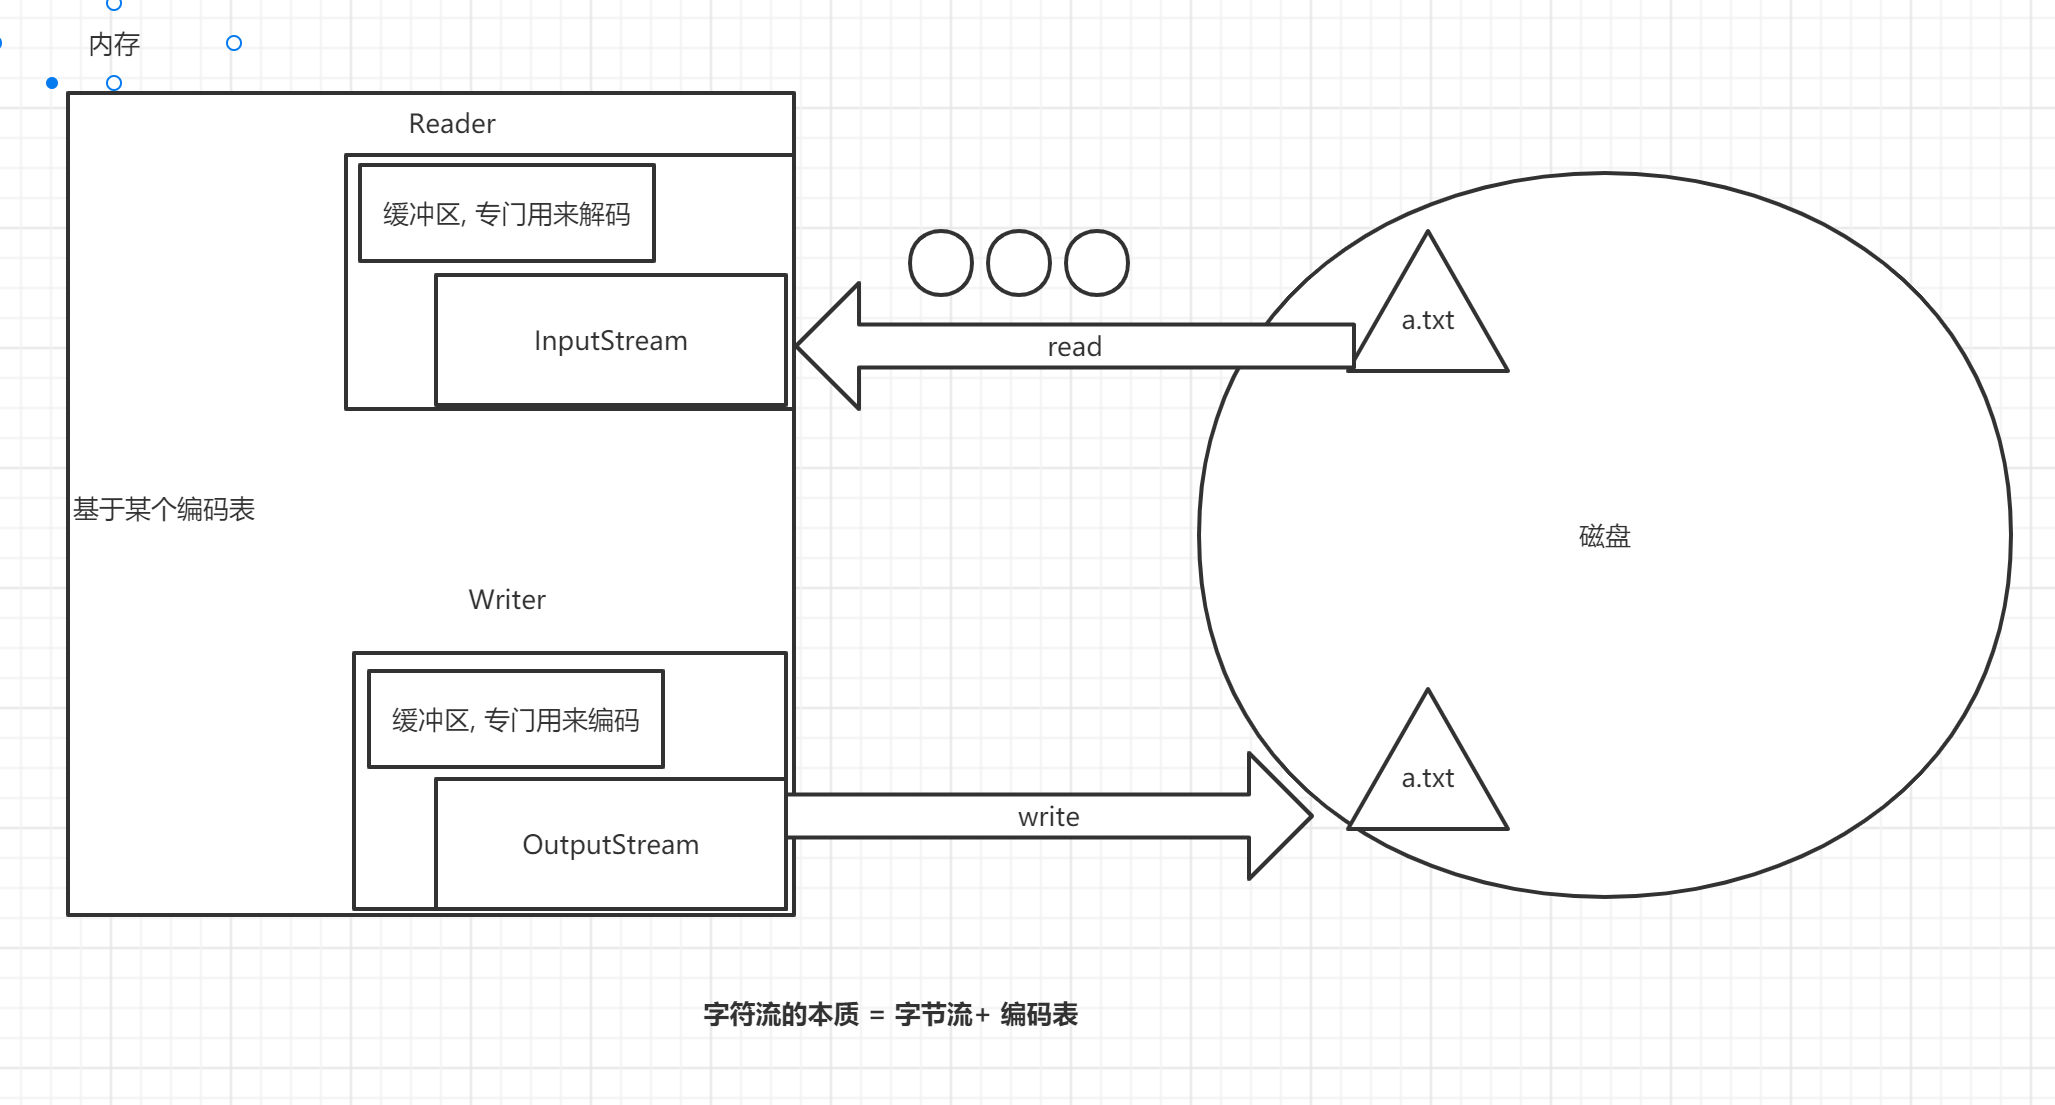 内存
Reader
缓冲区, 专门用来解码
InputStream
read
a.txt
基于某个编码表
磁盘
Writer
缓冲区, 专门用来编码
OutputStream
write
a.txt
字符流的本质 = 字节流+ 编码表